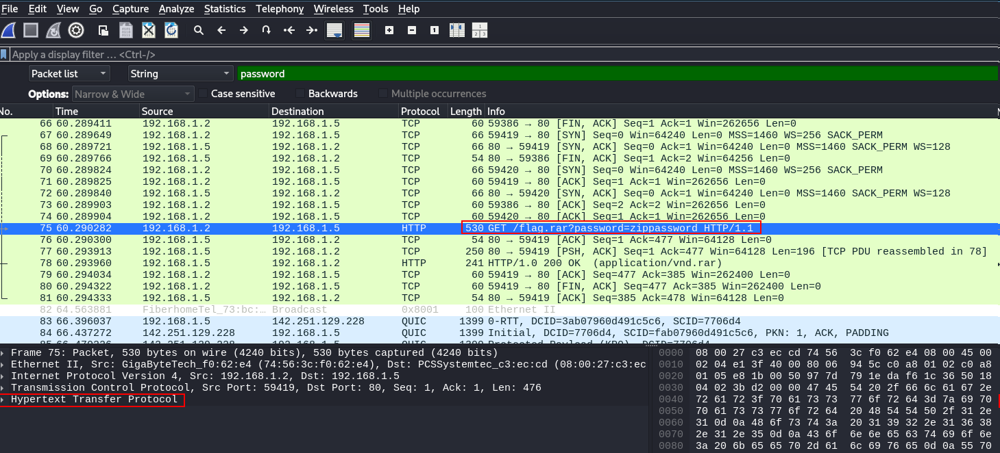 File Edit View Go Capture Analyze Statistics Telephony Wireless Tools Help
Apply a display filter … <Ctrl-/>
Packet list String password
Options: Narrow & Wide Case sensitive Backwards Multiple occurrences
No. Time Source Destination Protocol Length Info
66 60.289411 192.168.1.2 192.168.1.5 TCP 60 59386 → 80 [FIN, ACK] Seq=1 Ack=1 Win=262656 Len=0
67 60.289649 192.168.1.2 192.168.1.5 TCP 66 59419 → 80 [SYN] Seq=0 Win=64240 Len=0 MSS=1460 WS=256 SACK_PERM
68 60.289721 192.168.1.5 192.168.1.2 TCP 66 80 → 59419 [SYN, ACK] Seq=0 Ack=1 Win=64240 Len=0 MSS=1460 SACK_PERM WS=128
69 60.289766 192.168.1.5 192.168.1.2 TCP 54 80 → 59386 [FIN, ACK] Seq=1 Ack=2 Win=64256 Len=0
70 60.289824 192.168.1.2 192.168.1.5 TCP 66 59420 → 80 [SYN] Seq=0 Win=64240 Len=0 MSS=1460 WS=256 SACK_PERM
71 60.289825 192.168.1.2 192.168.1.5 TCP 60 59419 → 80 [ACK] Seq=1 Ack=1 Win=262656 Len=0
72 60.289840 192.168.1.5 192.168.1.2 TCP 66 80 → 59420 [SYN, ACK] Seq=0 Ack=1 Win=64240 Len=0 MSS=1460 SACK_PERM WS=128
73 60.289903 192.168.1.2 192.168.1.5 TCP 60 59386 → 80 [ACK] Seq=2 Ack=2 Win=262656 Len=0
74 60.289904 192.168.1.2 192.168.1.5 TCP 60 59420 → 80 [ACK] Seq=1 Ack=1 Win=262656 Len=0
75 60.290282 192.168.1.2 192.168.1.5 HTTP 530 GET /flag.rar?password=zippassword HTTP/1.1
76 60.290300 192.168.1.5 192.168.1.2 TCP 54 80 → 59419 [ACK] Seq=1 Ack=477 Win=64128 Len=0
77 60.293913 192.168.1.5 192.168.1.2 TCP 250 80 → 59419 [PSH, ACK] Seq=1 Ack=477 Win=64128 Len=196 [TCP PDU reassembled in 78]
78 60.293960 192.168.1.5 192.168.1.2 HTTP 241 HTTP/1.0 200 OK (application/vnd.rar)
79 60.294034 192.168.1.2 192.168.1.5 TCP 60 59419 → 80 [ACK] Seq=477 Ack=385 Win=262400 Len=0
80 60.294322 192.168.1.2 192.168.1.5 TCP 60 59419 → 80 [FIN, ACK] Seq=477 Ack=385 Win=262400 Len=0
81 60.294333 192.168.1.5 192.168.1.2 TCP 54 80 → 59419 [ACK] Seq=385 Ack=478 Win=64128 Len=0
82 64.563881 FiberhomeTel_73:bc:… Broadcast 0x8001 100 Ethernet II
83 66.396037 192.168.1.5 142.251.129.228 QUIC 1399 0-RTT, DCID=3ab07960d491c5c6, SCID=7706d4
84 66.437272 142.251.129.228 192.168.1.5 QUIC 1399 Initial, DCID=7706d4, SCID=fab07960d491c5c6, PKN: 1, ACK, PADDING
Frame 75: Packet, 530 bytes on wire (4240 bits), 530 bytes captured (4240 bits)
Ethernet II, Src: GigaByteTech_f0:62:e4 (74:56:3c:f0:62:e4), Dst: PCSSystemtec_c3:ec:cd (08:00:27:c3:ec
Internet Protocol Version 4, Src: 192.168.1.2, Dst: 192.168.1.5
Transmission Control Protocol, Src Port: 59419, Dst Port: 80, Seq: 1, Ack: 1, Len: 476
Hypertext Transfer Protocol
0000 08 00 27 c3 ec cd 74 56 3c f0 62 e4 08 00 45 00
0010 02 04 e1 3f 40 00 80 06 94 5c c0 a8 01 02 c0 a8
0020 01 05 e8 1b 00 50 97 7d 79 1e da f6 1c 36 50 18
0030 04 02 3b d2 00 00 47 45 54 20 2f 66 6c 61 67 2e
0040 72 61 72 3f 70 61 73 73 77 6f 72 64 3d 7a 69 70
0050 70 61 73 73 77 6f 72 64 20 48 54 54 50 2f 31 2e
0060 31 0d 0a 48 6f 73 74 3a 20 31 39 32 2e 31 36 38
0070 2e 31 2e 35 0d 0a 43 6f 6e 6e 65 63 74 69 6f 6e
0080 3a 20 6b 65 65 70 2d 61 6c 69 76 65 0d 0a 55 70